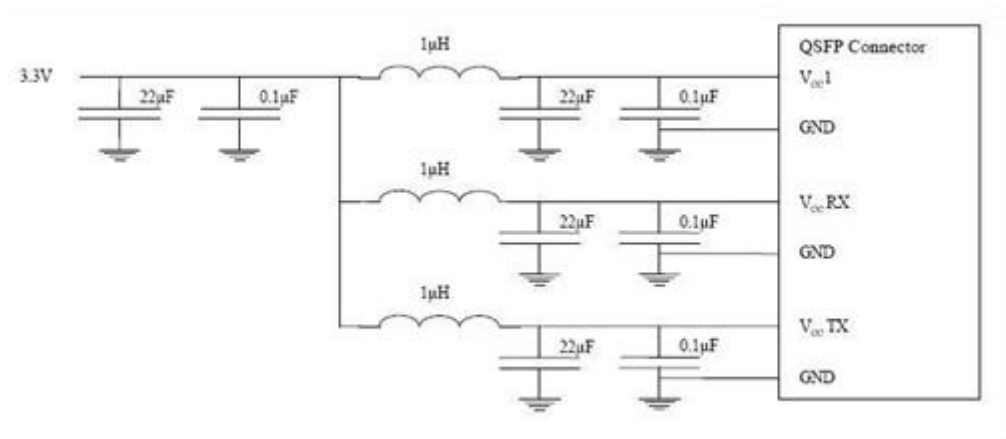 1μH
QSFP Connector
3.3V
Vcc1
22μF
0.1μF
22μF
0.1μF
GND
1μH
VccRX
22μF
0.1μF
GND
1μH
VccTX
22μF
0.1μF
GND